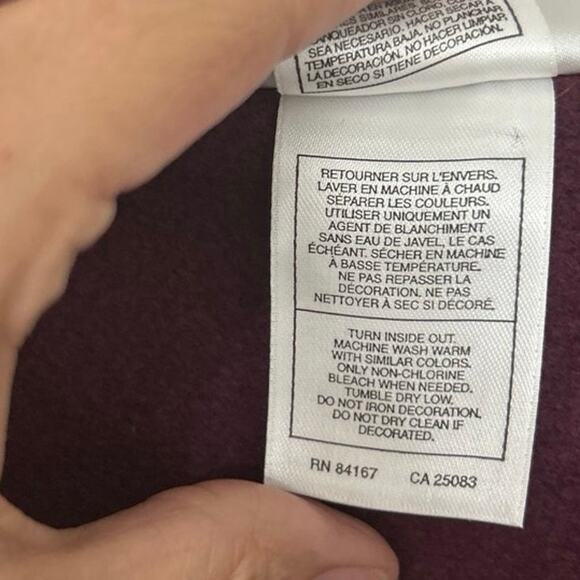 ANQUEADOR SIN CLORO,
SEA NECESARIO. HACER SECAR A
TEMPERATURA BAJA. NO PLANCHAR
LA DECORACIÓN. NO HACER LIMPIAR
EN SECO SI TIENE DECORACIÓN.
RETOURNER SUR L'ENVERS.
LAVER EN MACHINE À CHAUD
SÉPARER LES COULEURS.
UTILISER UNIQUEMENT UN
AGENT DE BLANCHIMENT
SANS EAU DE JAVEL, LE CAS
ÉCHÉANT. SÉCHER EN MACHINE
À BASSE TEMPÉRATURE.
NE PAS REPASSER LA
DÉCORATION. NE PAS
NETTOYER À SEC SI DÉCORÉ.
TURN INSIDE OUT.
MACHINE WASH WARM
WITH SIMILAR COLORS.
ONLY NON-CHLORINE
BLEACH WHEN NEEDED.
TUMBLE DRY LOW.
DO NOT IRON DECORATION.
DO NOT DRY CLEAN IF
DECORATED.
RN 84167 CA 25083